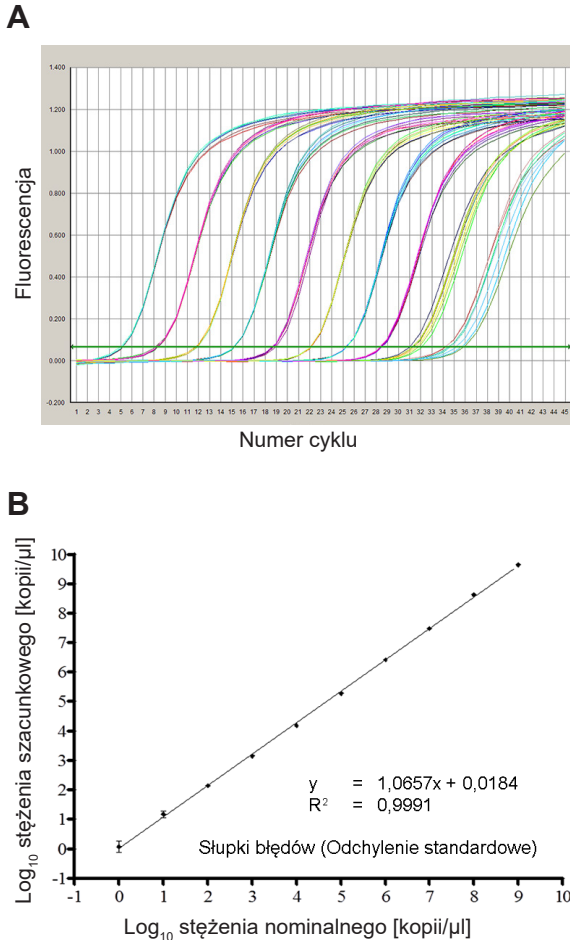 A
1.400
1.200
1.000
0.800
0.600
0.400
0.200
0.000
-0.200
Fluorescencja
1 2 3 4 5 6 7 8 9 10 11 12 13 14 15 16 17 18 19 20 21 22 23 24 25 26 27 28 29 30 31 32 33 34 35 36 37 38 39 40 41 42 43 44 45
Numer cyklu
B
Log10 stężenia szacunkowego [kopii/µl]
10
9
8
7
6
5
4
3
2
1
0
-1
y = 1,0657x + 0,0184
R² = 0,9991
Słupki błędów (Odchylenie standardowe)
-1 0 1 2 3 4 5 6 7 8 9 10
Log10 stężenia nominalnego [kopii/µl]